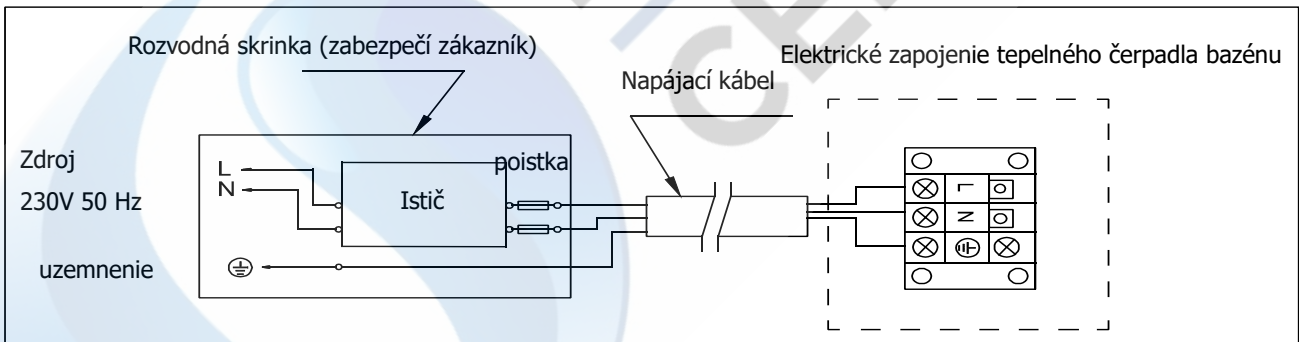 Rozvodná skrinka (zabezpečí zákazník)
Elektrické zapojenie tepelného čerpadla bazénu
Napájací kábel
Zdroj
230V 50 Hz
L
N
poistka
Istič
uzemnenie
L
N